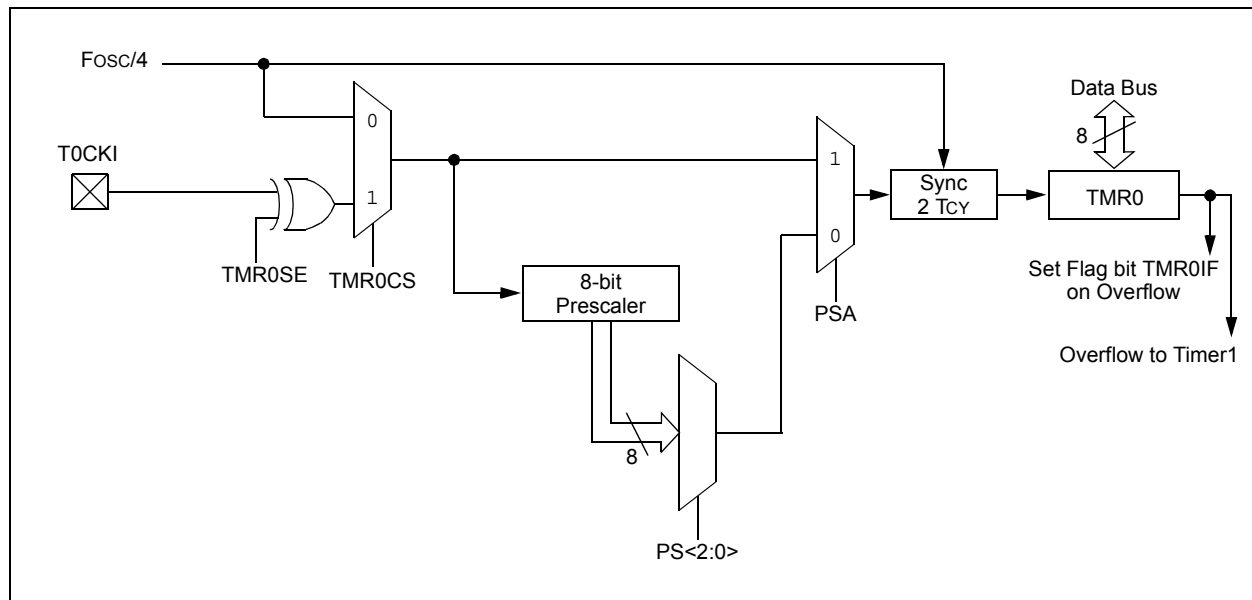 FOSC/4
Data Bus
8
T0CKI
0
1
TMR0SE
TMR0CS
1
0
PSA
Sync
2 TCY
TMR0
Set Flag bit TMR0IF
on Overflow
Overflow to Timer1
8-bit
Prescaler
8
PS<2:0>